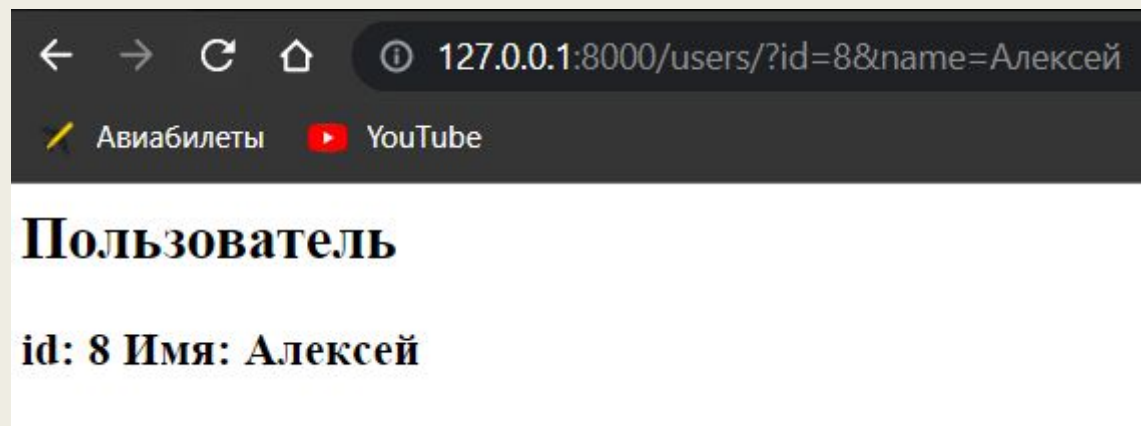 127.0.0.1:8000/users/?id=8&name=Алексей
Авиабилеты YouTube
Пользователь
id: 8 Имя: Алексей